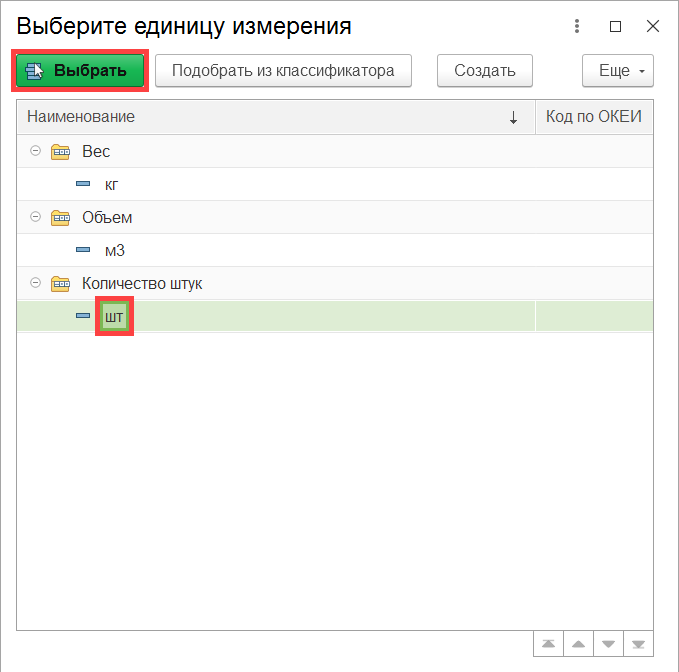 Выберите единицу измерения
Выбрать Подобрать из классификатора Создать Еще
Наименование Код по ОКЕИ
Вес
кг
Объем
м3
Количество штук
шт